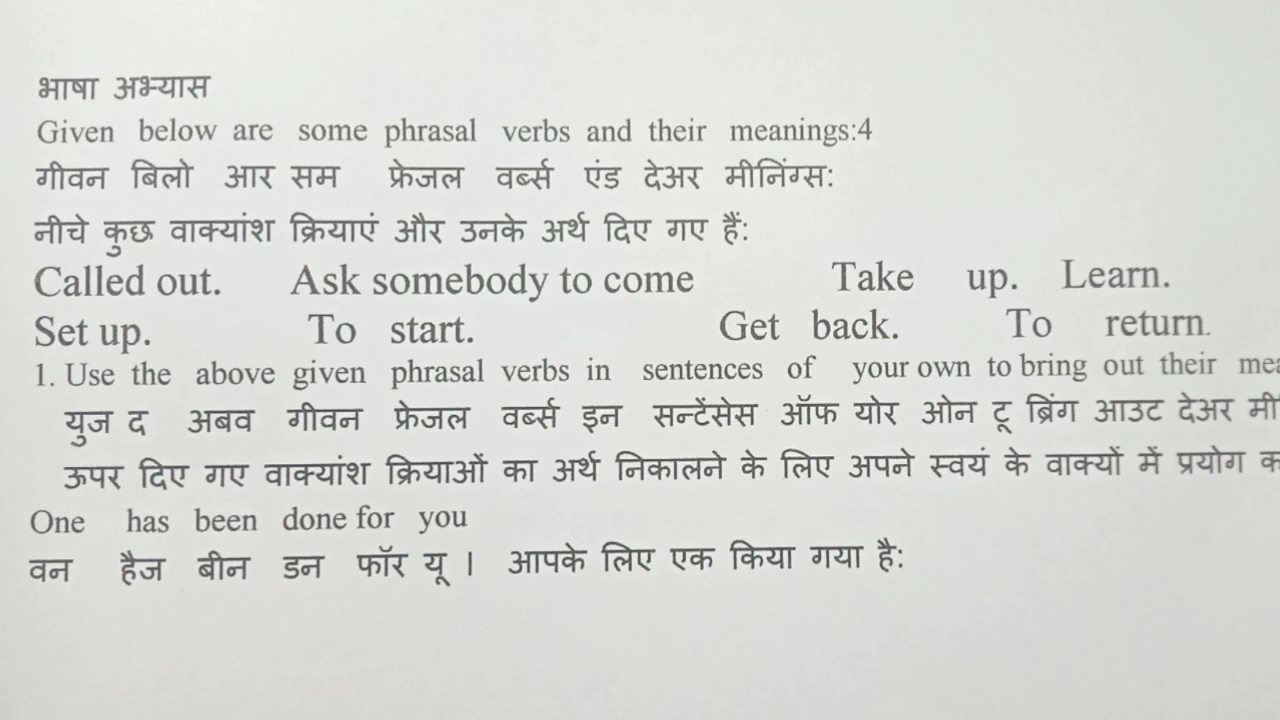 भाषा अभ्यास
Given below are some phrasal verbs and their meanings:4
गीवन बिलो आर सम फ्रेजल वर्ब्स एंड देअर मीनिंग्स:
नीचे कुछ वाक्यांश क्रियाएं और उनके अर्थ दिए गए हैं:
Called out. Ask somebody to come Take up. Learn.
Set up. To start. Get back. To return.
1. Use the above given phrasal verbs in sentences of your own to bring out their
युज द अबव गीवन फ्रेजल वर्ब्स इन सन्टेंसेस ऑफ योर ओन टू ब्रिंग आउट देअर
ऊपर दिए गए वाक्यांश क्रियाओं का अर्थ निकालने के लिए अपने स्वयं के वाक्यों में प्रयोग
One has been done for you
वन हैज बीन डन फॉर यू । आपके लिए एक किया गया है: